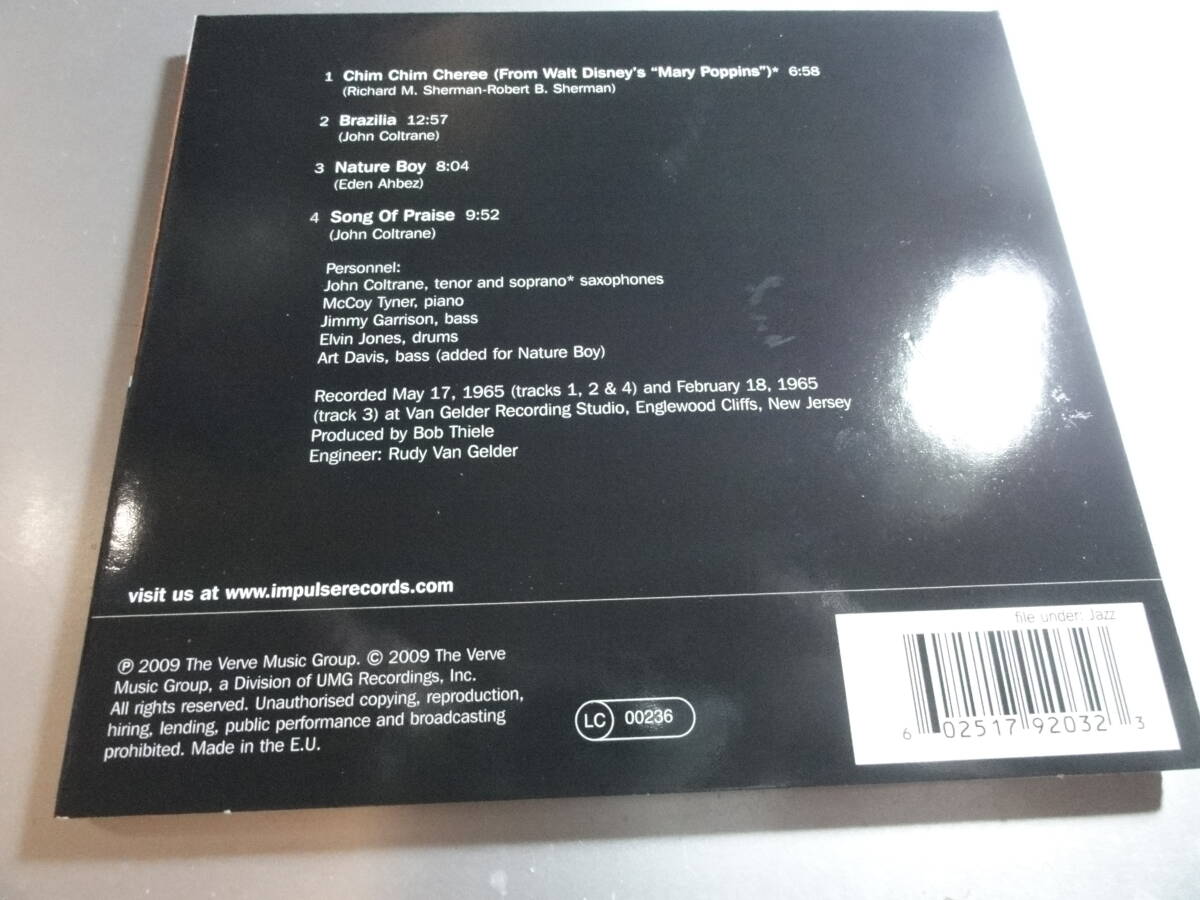 1 Chim Chim Cheree (From Walt Disney's "Mary Poppins")* 6:58
(Richard M. Sherman-Robert B. Sherman)
2 Brazilia 12:57
(John Coltrane)
3 Nature Boy 8:04
(Eden Ahbez)
4 Song Of Praise 9:52
(John Coltrane)
Personnel:
John Coltrane, tenor and soprano* saxophones
McCoy Tyner, piano
Jimmy Garrison, bass
Elvin Jones, drums
Art Davis, bass (added for Nature Boy)
Recorded May 17, 1965 (tracks 1, 2 & 4) and February 18, 1965
(track 3) at Van Gelder Recording Studio, Englewood Cliffs, New Jersey
Produced by Bob Thiele
Engineer: Rudy Van Gelder
visit us at www.impulserecords.com
℗ 2009 The Verve Music Group. © 2009 The Verve
Music Group, a Division of UMG Recordings, Inc.
All rights reserved. Unauthorised copying, reproduction,
hiring, lending, public performance and broadcasting
prohibited. Made in the E.U.
LC 00236
file under: Jazz
6 02517 92032 3